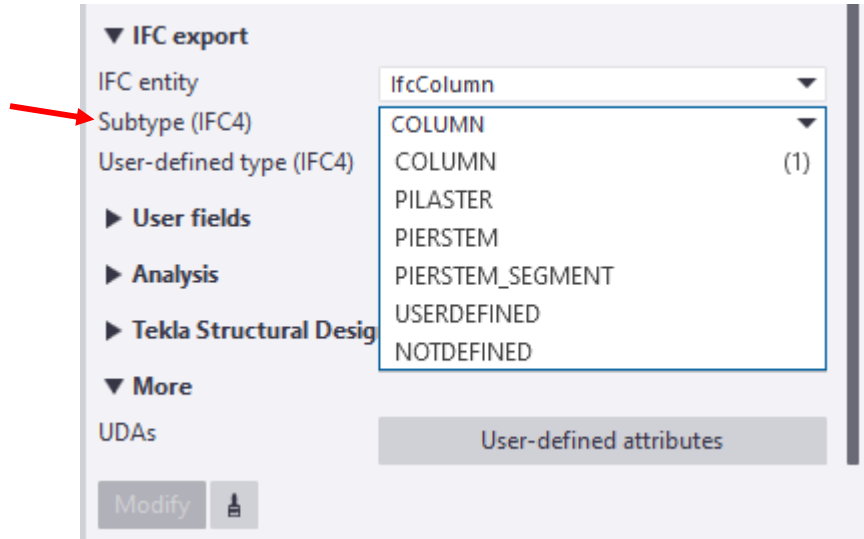 IFC export
IFC entity IfcColumn
Subtype (IFC4) COLUMN
User-defined type (IFC4) COLUMN (1)
PILASTER
User fields
PIERSTEM
Analysis PIERSTEM_SEGMENT
USERDEFINED
Tekla Structural Desig
NOTDEFINED
More
UDAs User-defined attributes
Modify